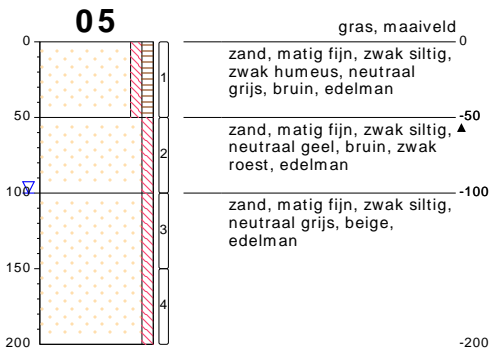 05
gras, maaiveld
0
0
zand, matig fijn, zwak siltig,
zwak humeus, neutraal
grijs, bruin, edelman
1
50
-50
zand, matig fijn, zwak siltig,
neutraal geel, bruin, zwak
roest, edelman
2
100
-100
zand, matig fijn, zwak siltig,
neutraal grijs, beige,
edelman
3
150
4
200
-200